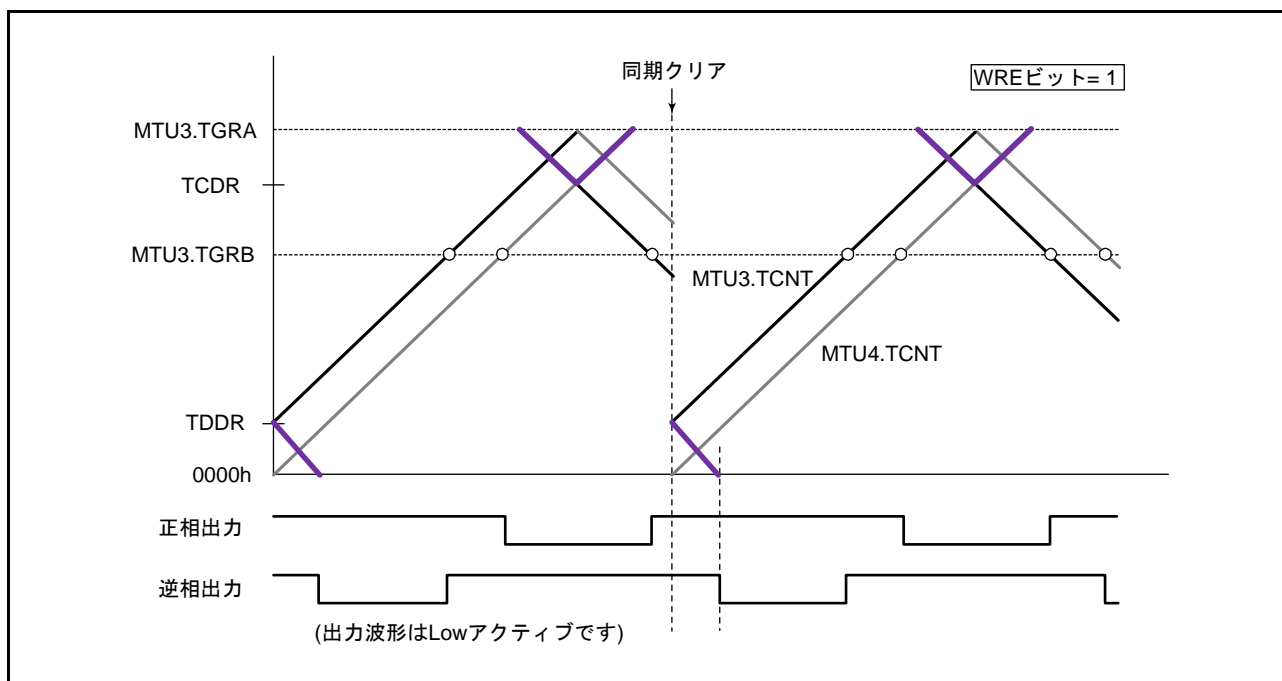 同期クリア
WREビット= 1
MTU3.TGRA
TCDR
MTU3.TGRB
MTU3.TCNT
MTU4.TCNT
TDDR
0000h
正相出力
逆相出力
(出力波形はLowアクティブです)